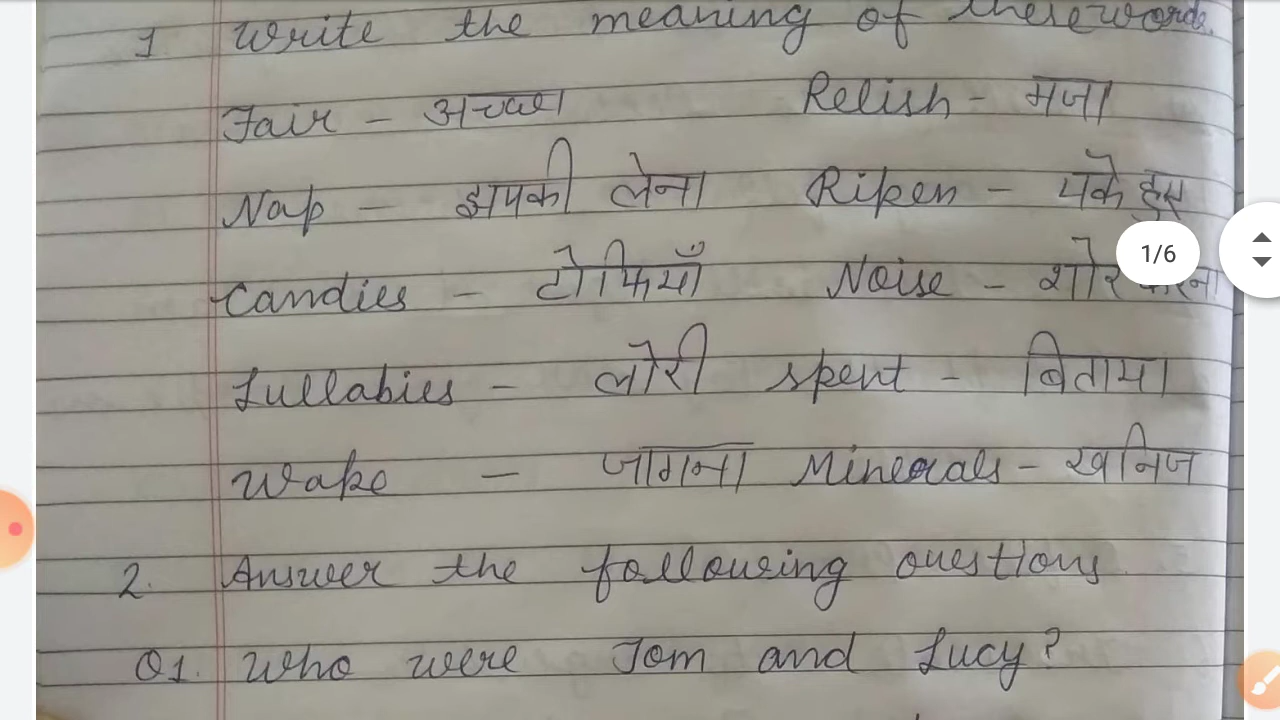 1 Write the meaning of these words.
Fair - अच्छा Relish - मजा
Nap - झपकी लेना Ripen - पके हुए
1/6
Candies - टोफियाँ Noise - शोर करना
Lullabies - लोरी spent - बिताया
Wake - जागना Minerals - खनिज
2. Answer the following questions
Q1. Who were Tom and Lucy?